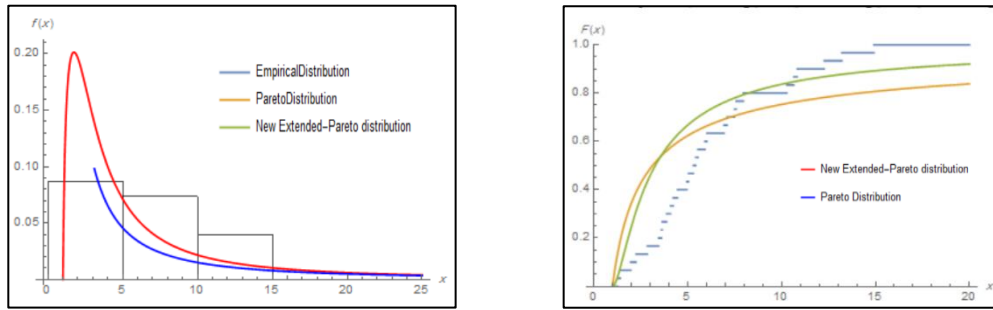 f(x)
0.20
0.15
0.10
0.05
0
5
10
15
20
25
x
EmpiricalDistribution
ParetoDistribution
New Extended-Pareto distribution
F(x)
1.0
0.8
0.6
0.4
0.2
0
5
10
15
20
x
New Extended-Pareto distribution
Pareto Distribution